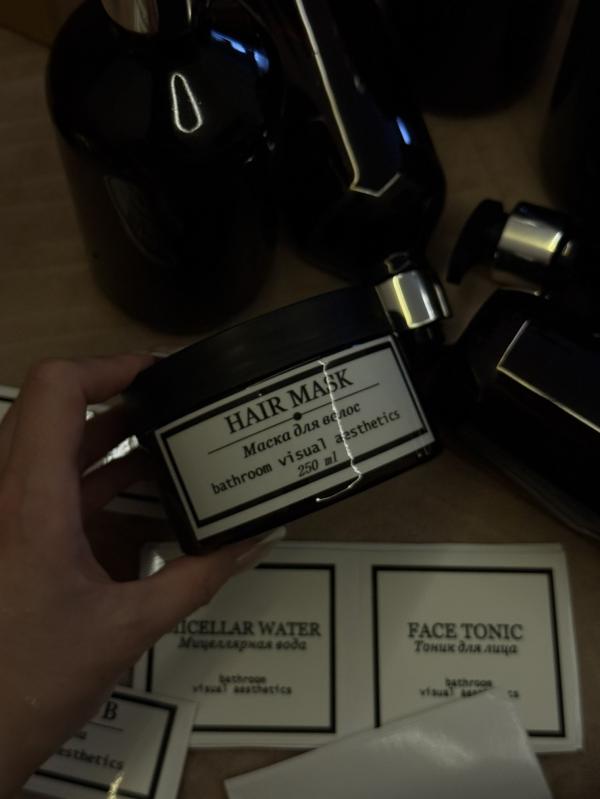 HAIR MASK
Маска для волос
bathroom visual aesthetics
250 ml
MICELLAR WATER
Мицеллярная вода
bathroom
visual aesthetics
FACE TONIC
Тоник для лица
bathroom
visual aesthetics
B